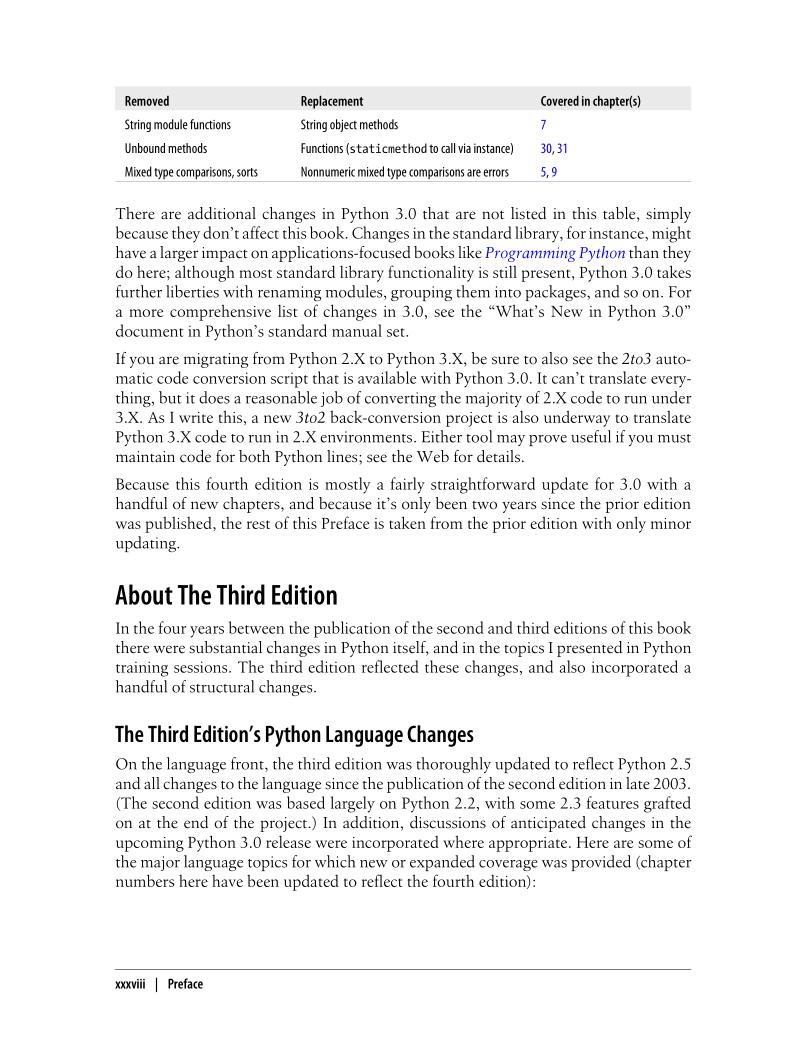 Removed Replacement Covered in chapter(s)
String module functions String object methods 7
Unbound methods Functions (staticmethod to call via instance) 30, 31
Mixed type comparisons, sorts Nonnumeric mixed type comparisons are errors 5, 9
There are additional changes in Python 3.0 that are not listed in this table, simply
because they don’t affect this book. Changes in the standard library, for instance, might
have a larger impact on applications-focused books like Programming Python than they
do here; although most standard library functionality is still present, Python 3.0 takes
further liberties with renaming modules, grouping them into packages, and so on. For
a more comprehensive list of changes in 3.0, see the “What’s New in Python 3.0”
document in Python’s standard manual set.
If you are migrating from Python 2.X to Python 3.X, be sure to also see the 2to3 auto-
matic code conversion script that is available with Python 3.0. It can’t translate every-
thing, but it does a reasonable job of converting the majority of 2.X code to run under
3.X. As I write this, a new 3to2 back-conversion project is also underway to translate
Python 3.X code to run in 2.X environments. Either tool may prove useful if you must
maintain code for both Python lines; see the Web for details.
Because this fourth edition is mostly a fairly straightforward update for 3.0 with a
handful of new chapters, and because it’s only been two years since the prior edition
was published, the rest of this Preface is taken from the prior edition with only minor
updating.
About The Third Edition
In the four years between the publication of the second and third editions of this book
there were substantial changes in Python itself, and in the topics I presented in Python
training sessions. The third edition reflected these changes, and also incorporated a
handful of structural changes.
The Third Edition’s Python Language Changes
On the language front, the third edition was thoroughly updated to reflect Python 2.5
and all changes to the language since the publication of the second edition in late 2003.
(The second edition was based largely on Python 2.2, with some 2.3 features grafted
on at the end of the project.) In addition, discussions of anticipated changes in the
upcoming Python 3.0 release were incorporated where appropriate. Here are some of
the major language topics for which new or expanded coverage was provided (chapter
numbers here have been updated to reflect the fourth edition):
xxxviii | Preface